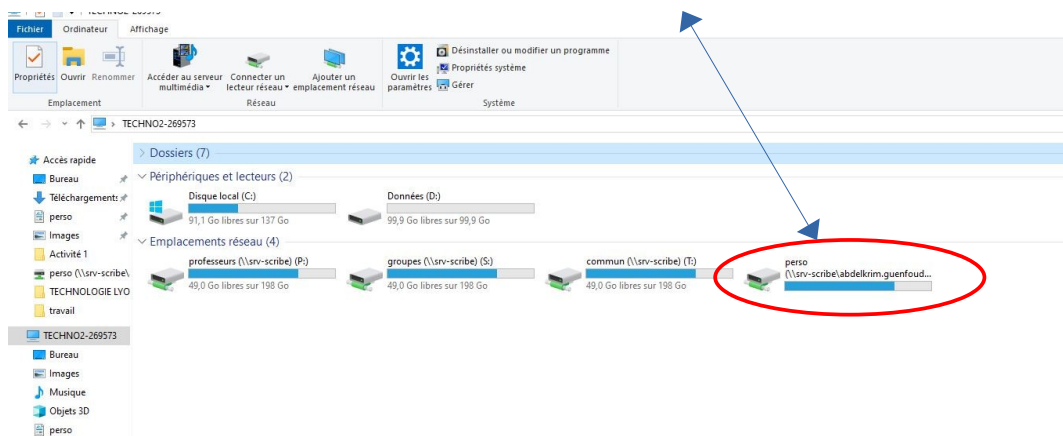 Fichier Ordinateur Affichage
Propriétés Ouvrir Renommer
Accéder au serveur multimédia
Connecter un lecteur réseau
Ajouter un emplacement réseau
Ouvrir les paramètres
Désinstaller ou modifier un programme
Propriétés système
Gérer
Emplacement Réseau Système
> TECHNO2-269573
Accès rapide
Bureau
Téléchargements
perso
Images
Activité 1
perso (\\srv-scribe\
TECHNOLOGIE LYO
travail
TECHNO2-269573
Bureau
Images
Musique
Objets 3D
perso
Dossiers (7)
Périphériques et lecteurs (2)
Disque local (C:)
91,1 Go libres sur 137 Go
Données (D:)
99,9 Go libres sur 99,9 Go
Emplacements réseau (4)
professeurs (\\srv-scribe) (P:)
49,0 Go libres sur 198 Go
groupes (\\srv-scribe) (S:)
49,0 Go libres sur 198 Go
commun (\\srv-scribe) (T:)
49,0 Go libres sur 198 Go
perso
(\\srv-scribe\abdelkrim.guenfoud...